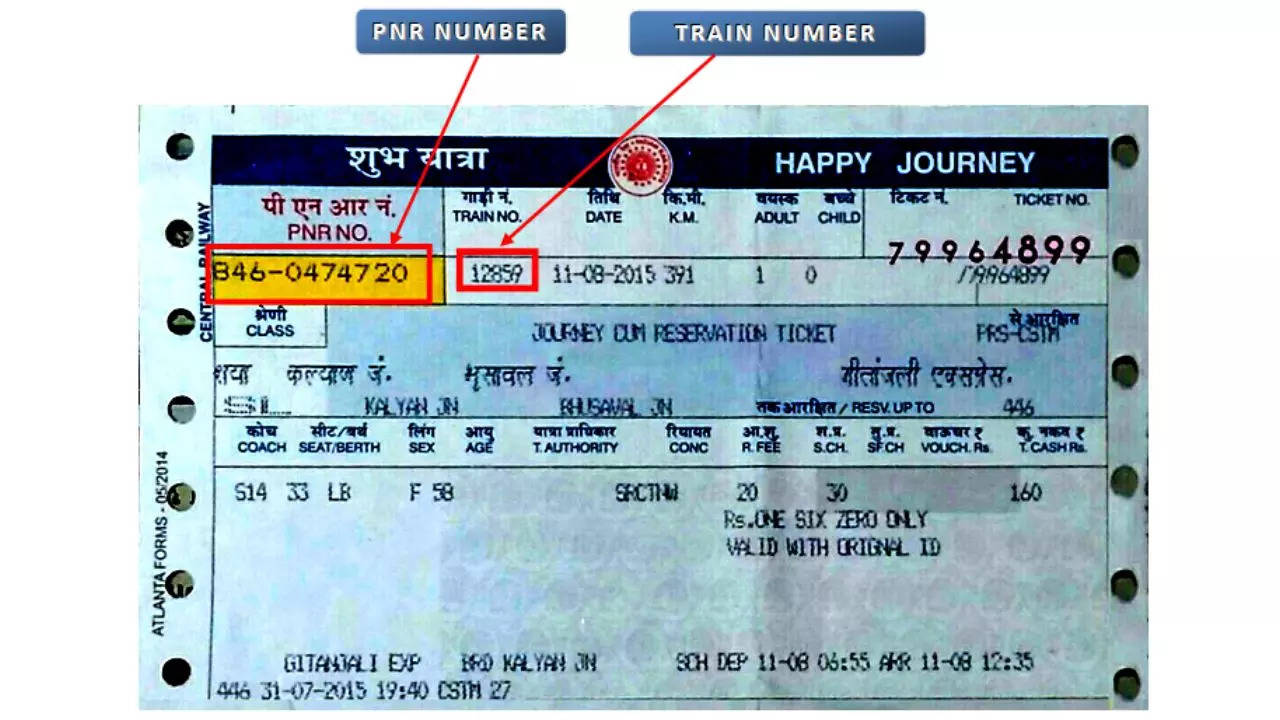 PNR NUMBER TRAIN NUMBER
शुभ यात्रा HAPPY JOURNEY
पी एन आर नं. गाड़ी नं. तिथि कि.मी. वयस्क बच्चे टिकट नं. TICKET NO.
PNR NO. TRAIN NO. DATE K.M. ADULT CHILD
79964899
846-0474720 12859 11-08-2015 391 1 0 79964899
CENTRAL RAILWAY
श्रेणी से आरक्षित
CLASS JOURNEY CUM RESERVATION TICKET PRS-CSTM
शया कल्याण जं. भूसावल जं. गीतांजली एक्सप्रेस.
SL KALYAN JN BHUSAVAL JN तक आरक्षित / RESV. UP TO 446
कोच सीट/बर्थ लिंग आयु यात्रा प्राधिकार रियायत आ.शु. श.प्र. सु.प्र. वाऊचर ₹ कु. नकद ₹
COACH SEAT/BERTH SEX AGE T. AUTHORITY CONC R. FEE S.CH. SF.CH VOUCH. Rs. T. CASH Rs.
S14 33 LB F 58 SRCTNW 20 30 160
Rs.ONE SIX ZERO ONLY
VALID WITH ORIGNAL ID
ATLANTA FORMS - 05/2014
GITANJALI EXP BRD KALYAN JN SCH DEP 11-08 06:55 ARR 11-08 12:35
446 31-07-2015 19:40 CSTM 27